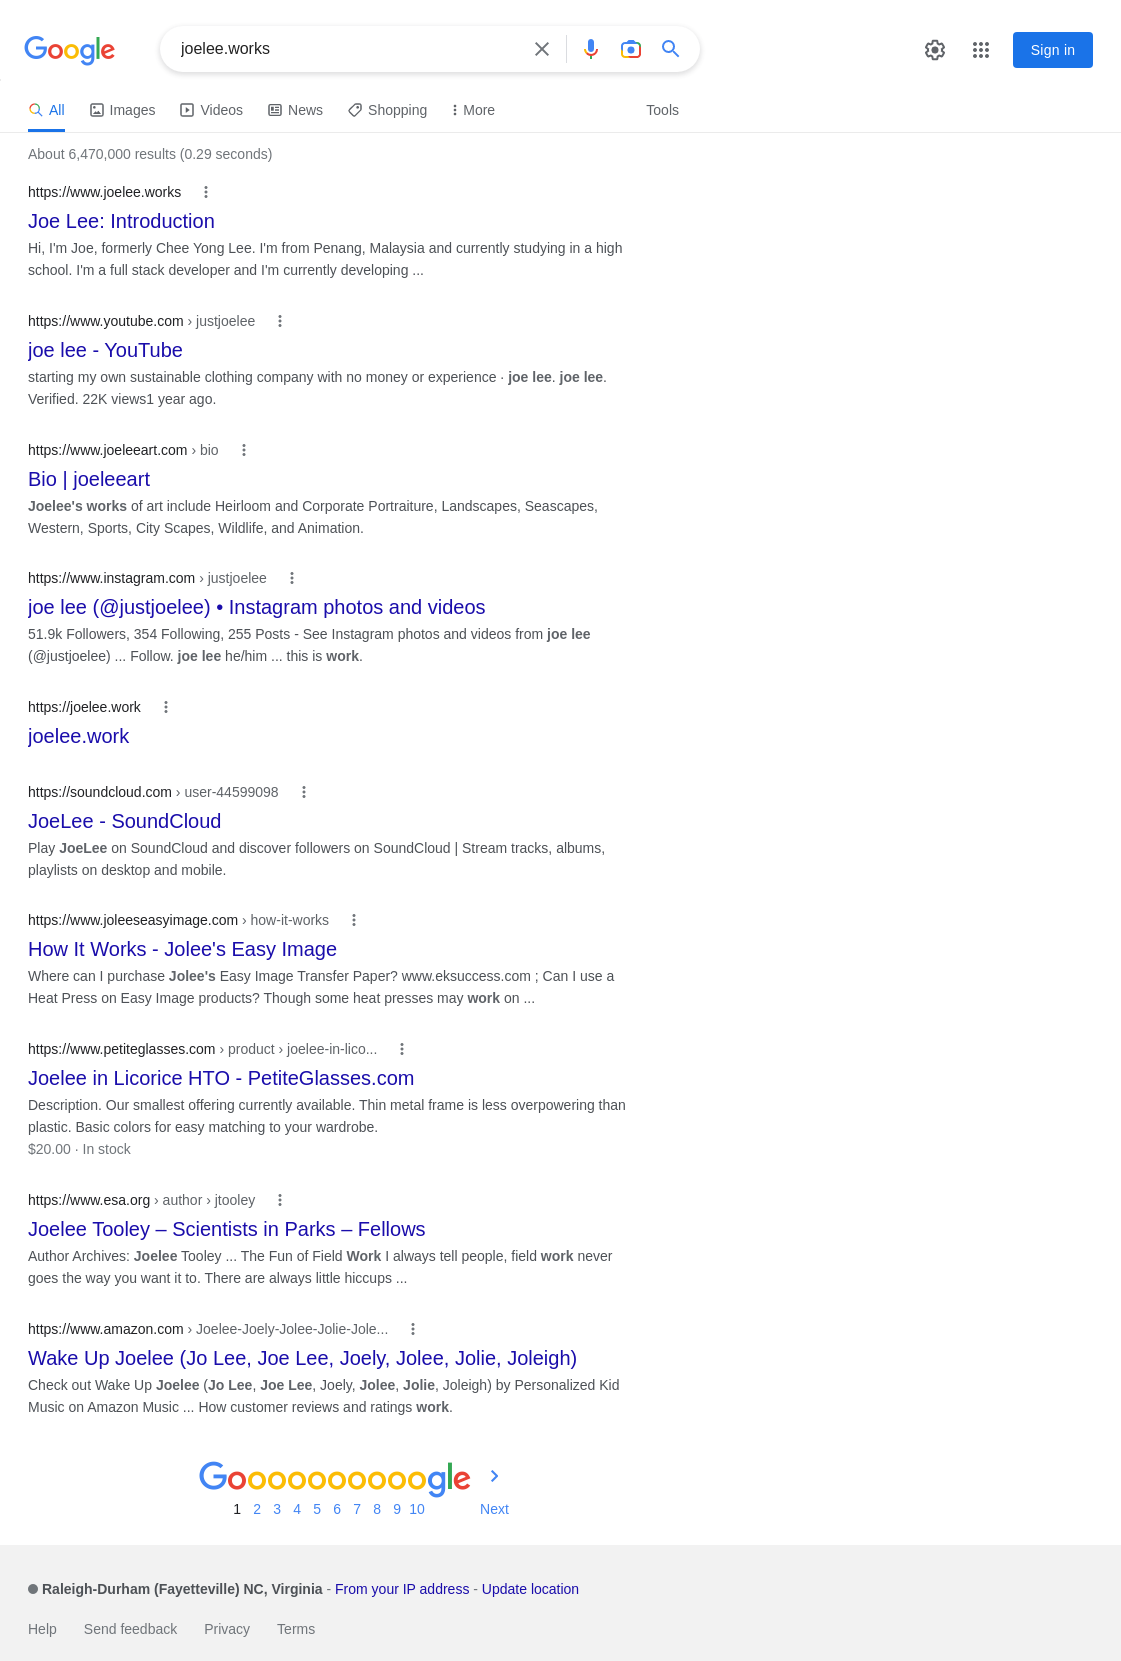 Google
joelee.works
Sign in
All Images Videos News Shopping More Tools
About 6,470,000 results (0.29 seconds)
https://www.joelee.works
Joe Lee: Introduction
Hi, I'm Joe, formerly Chee Yong Lee. I'm from Penang, Malaysia and currently studying in a high
school. I'm a full stack developer and I'm currently developing ...
https://www.youtube.com › justjoelee
joe lee - YouTube
starting my own sustainable clothing company with no money or experience · joe lee. joe lee.
Verified. 22K views1 year ago.
https://www.joeleeart.com › bio
Bio | joeleeart
Joelee's works of art include Heirloom and Corporate Portraiture, Landscapes, Seascapes,
Western, Sports, City Scapes, Wildlife, and Animation.
https://www.instagram.com › justjoelee
joe lee (@justjoelee) • Instagram photos and videos
51.9k Followers, 354 Following, 255 Posts - See Instagram photos and videos from joe lee
(@justjoelee) ... Follow. joe lee he/him ... this is work.
https://joelee.work
joelee.work
https://soundcloud.com › user-44599098
JoeLee - SoundCloud
Play JoeLee on SoundCloud and discover followers on SoundCloud | Stream tracks, albums,
playlists on desktop and mobile.
https://www.joleeseasyimage.com › how-it-works
How It Works - Jolee's Easy Image
Where can I purchase Jolee's Easy Image Transfer Paper? www.eksuccess.com ; Can I use a
Heat Press on Easy Image products? Though some heat presses may work on ...
https://www.petiteglasses.com › product › joelee-in-lico...
Joelee in Licorice HTO - PetiteGlasses.com
Description. Our smallest offering currently available. Thin metal frame is less overpowering than
plastic. Basic colors for easy matching to your wardrobe.
$20.00 · In stock
https://www.esa.org › author › jtooley
Joelee Tooley – Scientists in Parks – Fellows
Author Archives: Joelee Tooley ... The Fun of Field Work I always tell people, field work never
goes the way you want it to. There are always little hiccups ...
https://www.amazon.com › Joelee-Joely-Jolee-Jolie-Jole...
Wake Up Joelee (Jo Lee, Joe Lee, Joely, Jolee, Jolie, Joleigh)
Check out Wake Up Joelee (Jo Lee, Joe Lee, Joely, Jolee, Jolie, Joleigh) by Personalized Kid
Music on Amazon Music ... How customer reviews and ratings work.
Goooooooooogle
1 2 3 4 5 6 7 8 9 10 Next
Raleigh-Durham (Fayetteville) NC, Virginia - From your IP address - Update location
Help Send feedback Privacy Terms